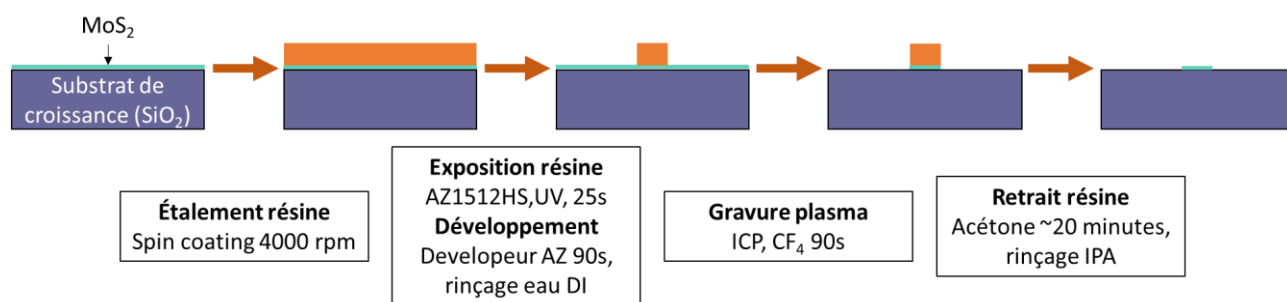 MoS₂
Substrat de
croissance (SiO₂)
Étalement résine
Spin coating 4000 rpm
Exposition résine
AZ1512HS,UV, 25s
Développement
Developeur AZ 90s,
rinçage eau DI
Gravure plasma
ICP, CF₄ 90s
Retrait résine
Acétone ~20 minutes,
rinçage IPA